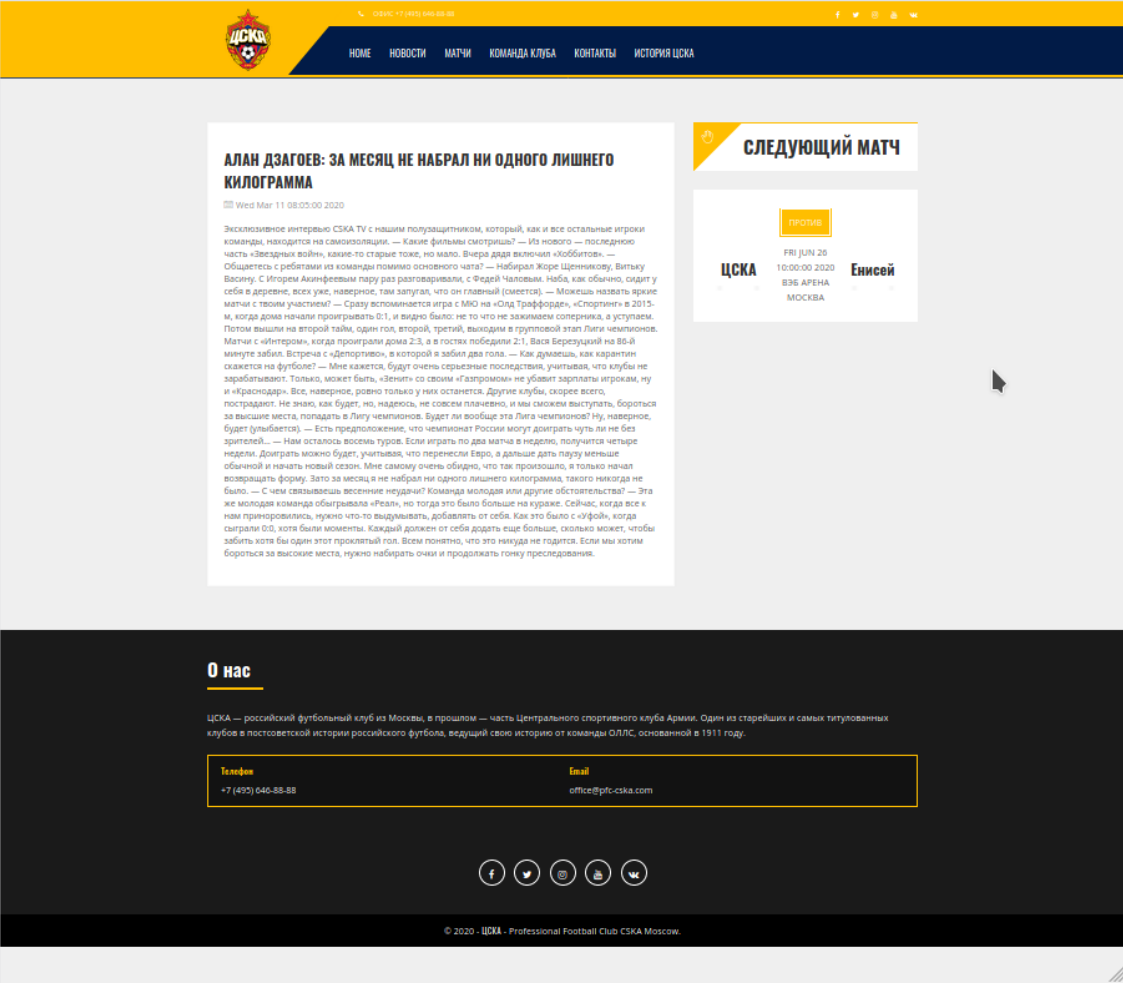 ОФИС +7 (495) 646-88-88
ЦСКА
HOME НОВОСТИ МАТЧИ КОМАНДА КЛУБА КОНТАКТЫ ИСТОРИЯ ЦСКА
АЛАН ДЗАГОЕВ: ЗА МЕСЯЦ НЕ НАБРАЛ НИ ОДНОГО ЛИШНЕГО
КИЛОГРАММА
Wed Mar 11 08:05:00 2020
Эксклюзивное интервью CSKA TV с нашим полузащитником, который, как и все остальные игроки
команды, находится на самоизоляции. — Какие фильмы смотришь? — Из нового — последнюю
часть «Звездных войн», какие-то старые тоже, но мало. Вчера дядя включил «Хоббитов». —
Общаетесь с ребятами из команды помимо основного чата? — Набирал Жоре Щенникову, Витьку
Васину. С Игорем Акинфеевым пару раз разговаривали, с Федей Чаловым. Наба, как обычно, сидит у
себя в деревне, всех уже, наверное, там запугал, что он главный (смеется). — Можешь назвать яркие
матчи с твоим участием? — Сразу вспоминается игра с МЮ на «Олд Траффорде», «Спортинг» в 2015-
м, когда дома начали проигрывать 0:1, и видно было: не то что не зажимаем соперника, а уступаем.
Потом вышли на второй тайм, один гол, второй, третий, выходим в групповой этап Лиги чемпионов.
Матчи с «Интером», когда проиграли дома 2:3, а в гостях победили 2:1, Вася Березуцкий на 86-й
минуте забил. Встреча с «Депортиво», в которой я забил два гола. — Как думаешь, как карантин
скажется на футболе? — Мне кажется, будут очень серьезные последствия, учитывая, что клубы не
зарабатывают. Только, может быть, «Зенит» со своим «Газпромом» не убавит зарплаты игрокам, ну
и «Краснодар». Все, наверное, ровно только у них останется. Другие клубы, скорее всего,
пострадают. Не знаю, как будет, но, надеюсь, не совсем плачевно, и мы сможем выступать, бороться
за высшие места, попадать в Лигу чемпионов. Будет ли вообще эта Лига чемпионов? Ну, наверное,
будет (улыбается). — Есть предположение, что чемпионат России могут доиграть чуть ли не без
зрителей... — Нам осталось восемь туров. Если играть по два матча в неделю, получится четыре
недели. Доиграть можно будет, учитывая, что перенесли Евро, а дальше дать паузу меньше
обычной и начать новый сезон. Мне самому очень обидно, что так произошло, я только начал
возвращать форму. Зато за месяц я не набрал ни одного лишнего килограмма, такого никогда не
было. — С чем связываешь весенние неудачи? Команда молодая или другие обстоятельства? — Эта
же молодая команда обыгрывала «Реал», но тогда это было больше на кураже. Сейчас, когда все к
нам приноровились, нужно что-то выдумывать, добавлять от себя. Как это было с «Уфой», когда
сыграли 0:0, хотя были моменты. Каждый должен от себя додать еще больше, сколько может, чтобы
забить хотя бы один этот проклятый гол. Всем понятно, что это никуда не годится. Если мы хотим
бороться за высокие места, нужно набирать очки и продолжать гонку преследования.
СЛЕДУЮЩИЙ МАТЧ
ПРОТИВ
ЦСКА
FRI JUN 26
10:00:00 2020
ВЭБ АРЕНА
МОСКВА
Енисей
О нас
ЦСКА — российский футбольный клуб из Москвы, в прошлом — часть Центрального спортивного клуба Армии. Один из старейших и самых титулованных
клубов в постсоветской истории российского футбола, ведущий свою историю от команды ОЛЛС, основанной в 1911 году.
Телефон Email
+7 (495) 646-88-88 office@pfc-cska.com
© 2020 - ЦСКА - Professional Football Club CSKA Moscow.